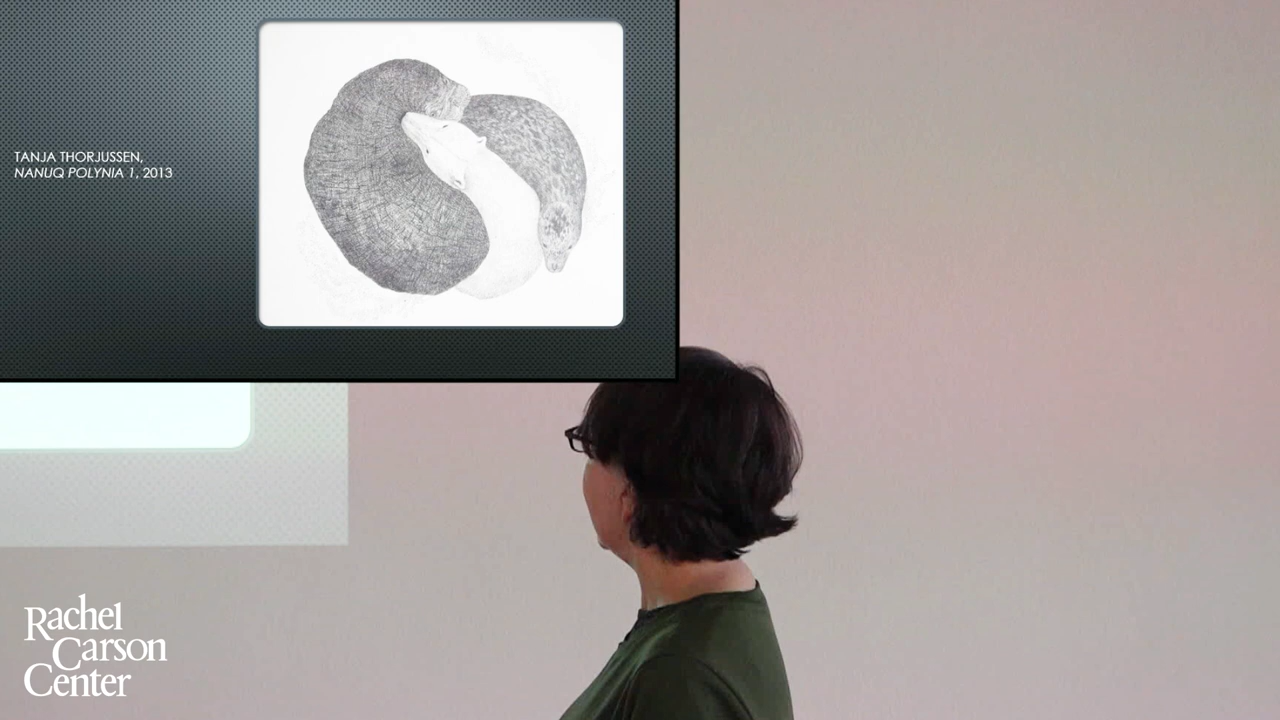 TANJA THORJUSSEN,
NANUQ POLYNIA 1, 2013
Rachel
Carson
Center